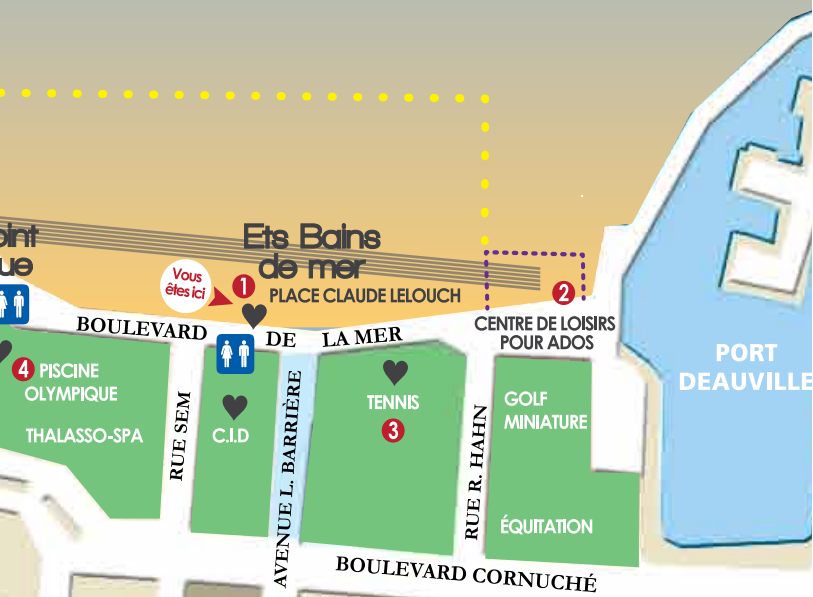 oint
ue
Ets Bains
de mer
Vous
êtes ici
1
PLACE CLAUDE LELOUCH
2
CENTRE DE LOISIRS
POUR ADOS
BOULEVARD DE LA MER
PORT
DEAUVILLE
4 PISCINE
OLYMPIQUE
THALASSO-SPA
RUE SEM
C.I.D
AVENUE L. BARRIÈRE
TENNIS
3
RUE R. HAHN
GOLF
MINIATURE
ÉQUITATION
BOULEVARD CORNUCHÉ